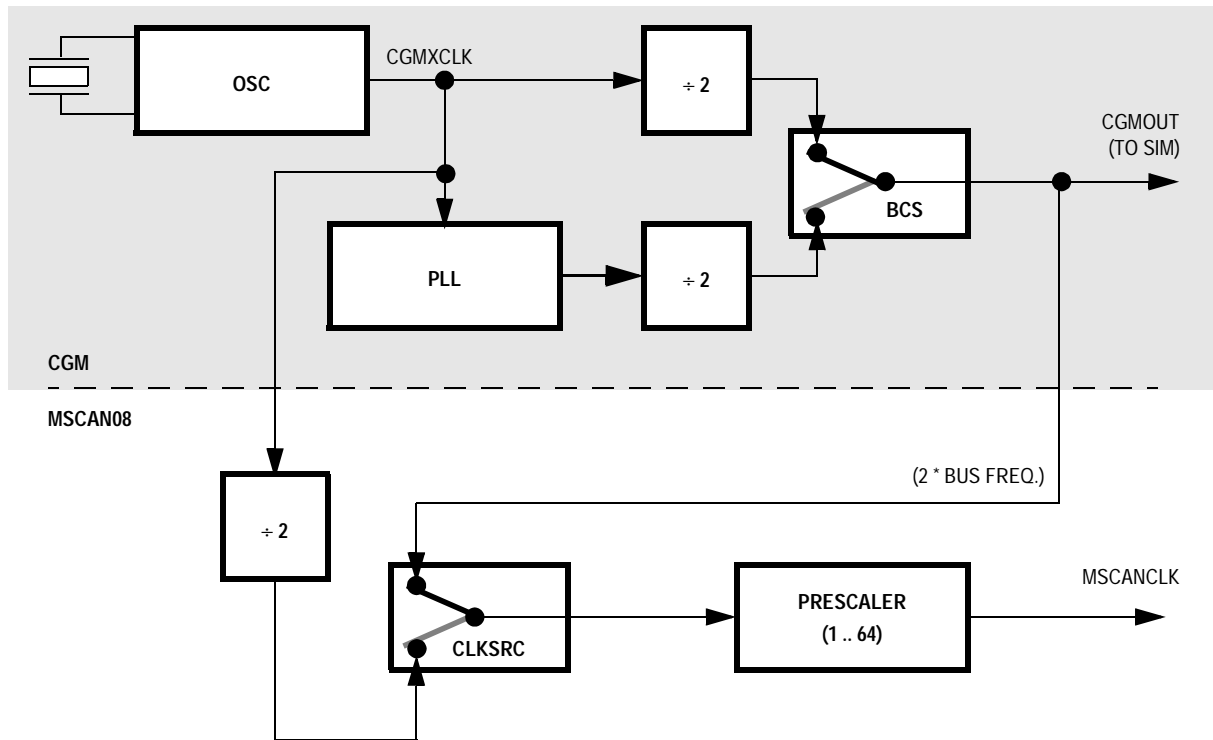 CGMXCLK
OSC
÷ 2
CGMOUT
(TO SIM)
BCS
PLL
÷ 2
CGM
MSCAN08
(2 * BUS FREQ.)
÷ 2
MSCANCLK
PRESCALER
(1 .. 64)
CLKSRC